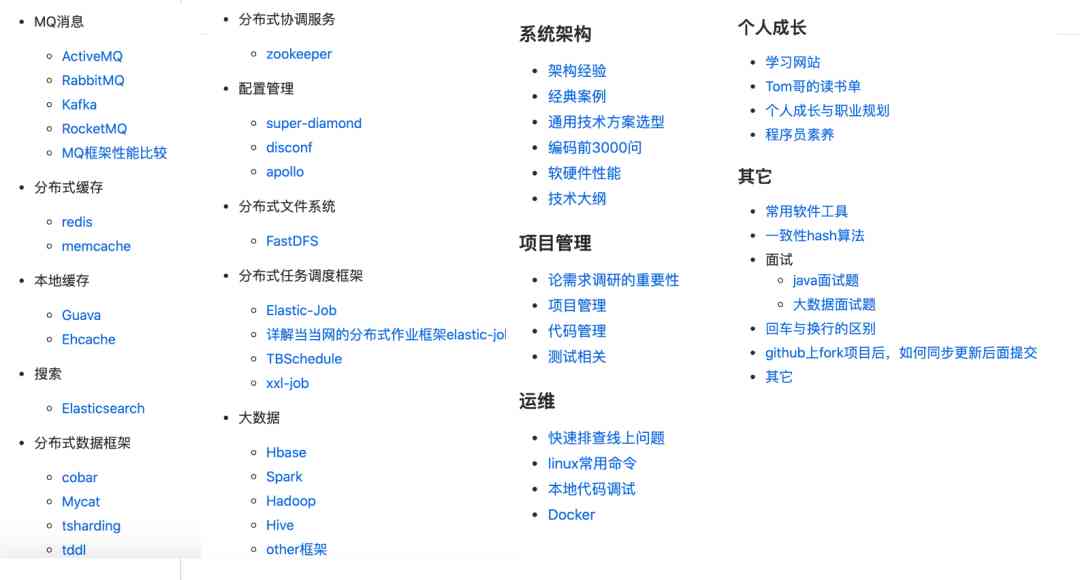 MQ消息
ActiveMQ
RabbitMQ
Kafka
RocketMQ
MQ框架性能比较
分布式缓存
redis
memcache
本地缓存
Guava
Ehcache
搜索
Elasticsearch
分布式数据框架
cobar
Mycat
tsharding
tddl
分布式协调服务
zookeeper
配置管理
super-diamond
disconf
apollo
分布式文件系统
FastDFS
分布式任务调度框架
Elastic-Job
详解当当网的分布式作业框架elastic-jol
TBSchedule
xxl-job
大数据
Hbase
Spark
Hadoop
Hive
other框架
系统架构
架构经验
经典案例
通用技术方案选型
编码前3000问
软硬件性能
技术大纲
项目管理
论需求调研的重要性
项目管理
代码管理
测试相关
运维
快速排查线上问题
linux常用命令
本地代码调试
Docker
个人成长
学习网站
Tom哥的读书单
个人成长与职业规划
程序员素养
其它
常用软件工具
一致性hash算法
面试
java面试题
大数据面试题
回车与换行的区别
github上fork项目后，如何同步更新后面提交
其它